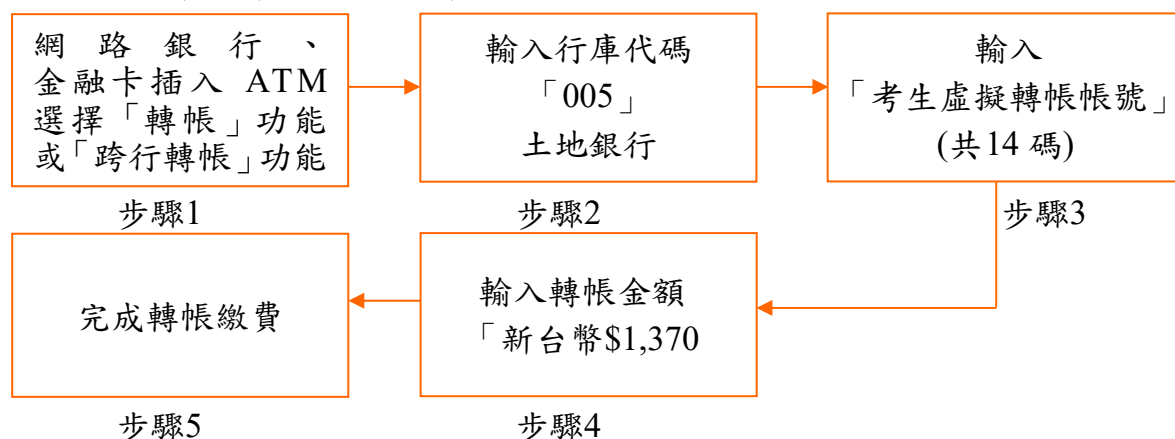 網路銀行、
金融卡插入 ATM
選擇「轉帳」功能
或「跨行轉帳」功能
步驟1
輸入行庫代碼
「005」
土地銀行
步驟2
輸入
「考生虛擬轉帳帳號」
(共14 碼)
步驟3
輸入轉帳金額
「新台幣$1,370
步驟4
完成轉帳繳費
步驟5